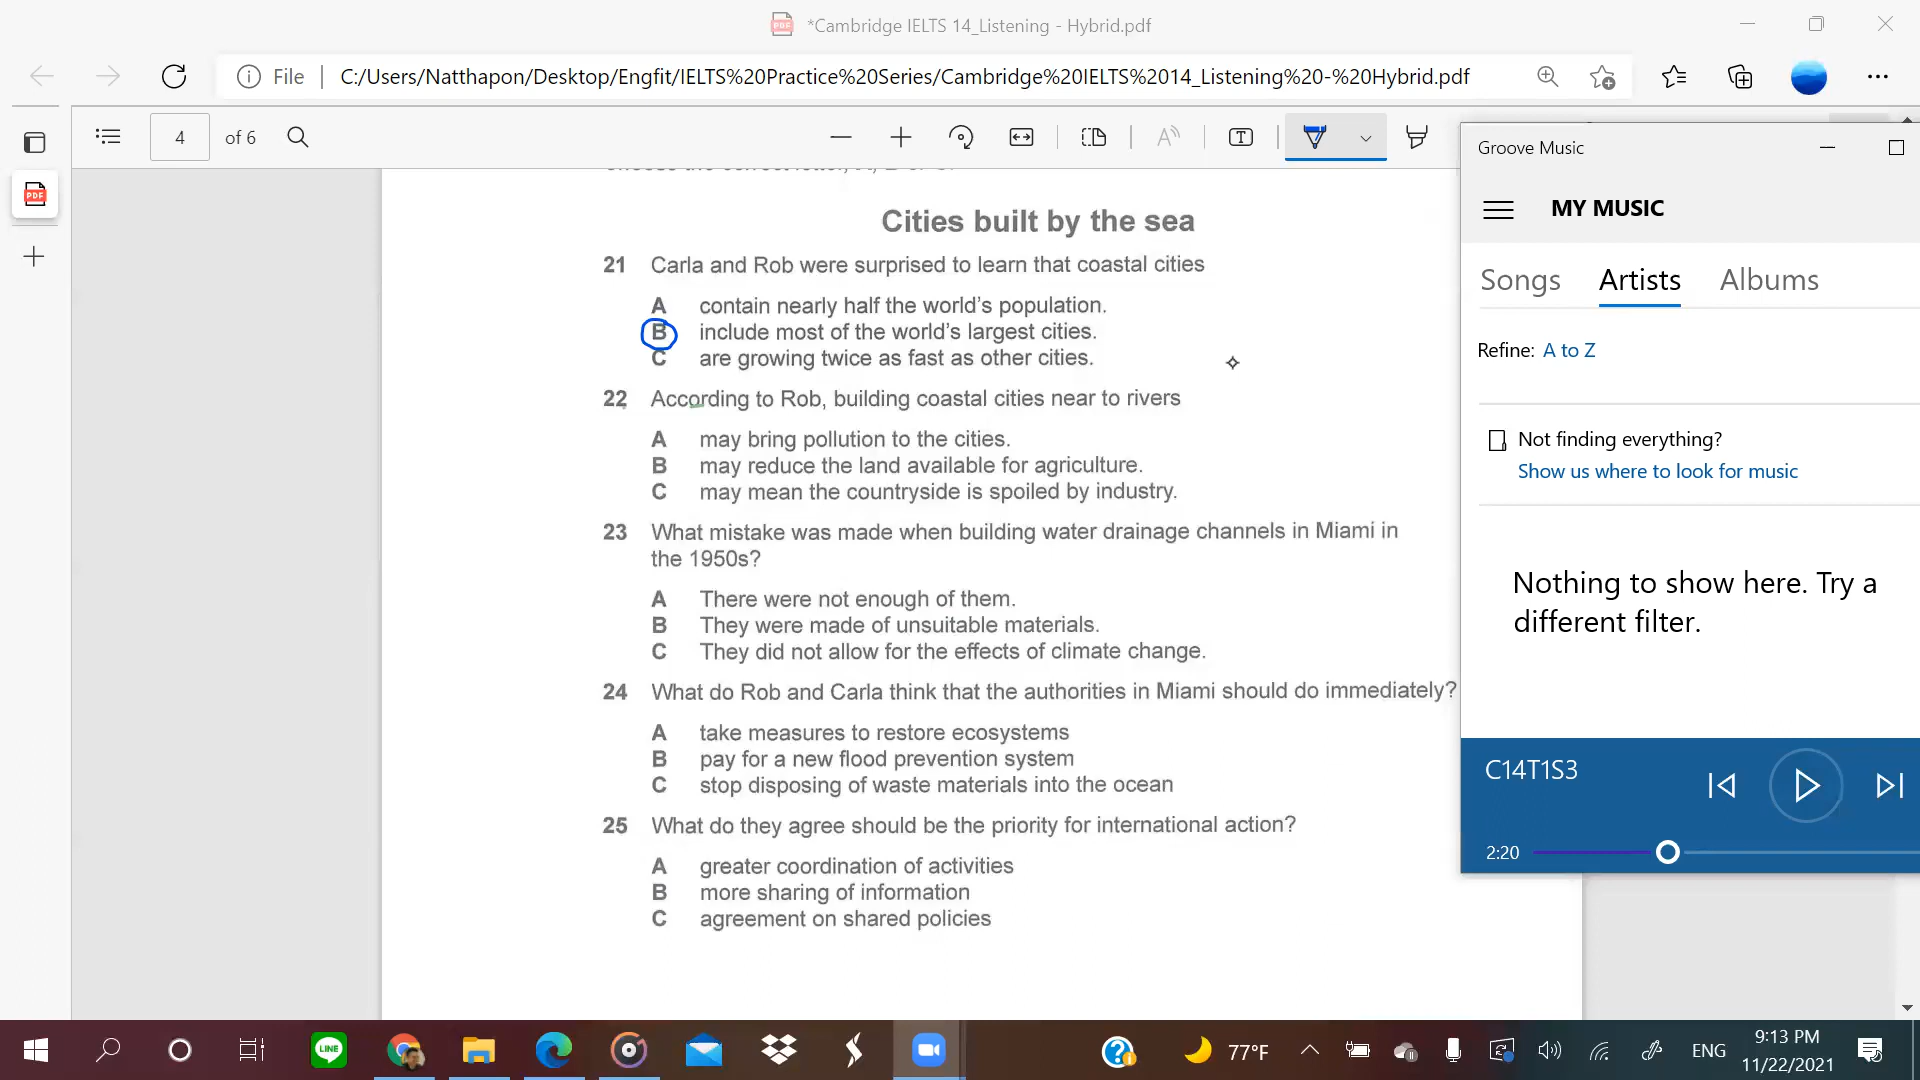 *Cambridge IELTS 14_Listening - Hybrid.pdf
File
C:/Users/Natthapon/Desktop/Engfit/IELTS%20Practice%20Series/Cambridge%20IELTS%2014_Listening%20-%20Hybrid.pdf
4 of 6
Cities built by the sea
21 Carla and Rob were surprised to learn that coastal cities
A contain nearly half the world's population.
B include most of the world's largest cities.
C are growing twice as fast as other cities.
22 According to Rob, building coastal cities near to rivers
A may bring pollution to the cities.
B may reduce the land available for agriculture.
C may mean the countryside is spoiled by industry.
23 What mistake was made when building water drainage channels in Miami in
the 1950s?
A There were not enough of them.
B They were made of unsuitable materials.
C They did not allow for the effects of climate change.
24 What do Rob and Carla think that the authorities in Miami should do immediately?
A take measures to restore ecosystems
B pay for a new flood prevention system
C stop disposing of waste materials into the ocean
25 What do they agree should be the priority for international action?
A greater coordination of activities
B more sharing of information
C agreement on shared policies
Groove Music
MY MUSIC
Songs Artists Albums
Refine: A to Z
Not finding everything?
Show us where to look for music
Nothing to show here. Try a
different filter.
C14T1S3
2:20
PDF
LINE
77°F
ENG
9:13 PM
11/22/2021